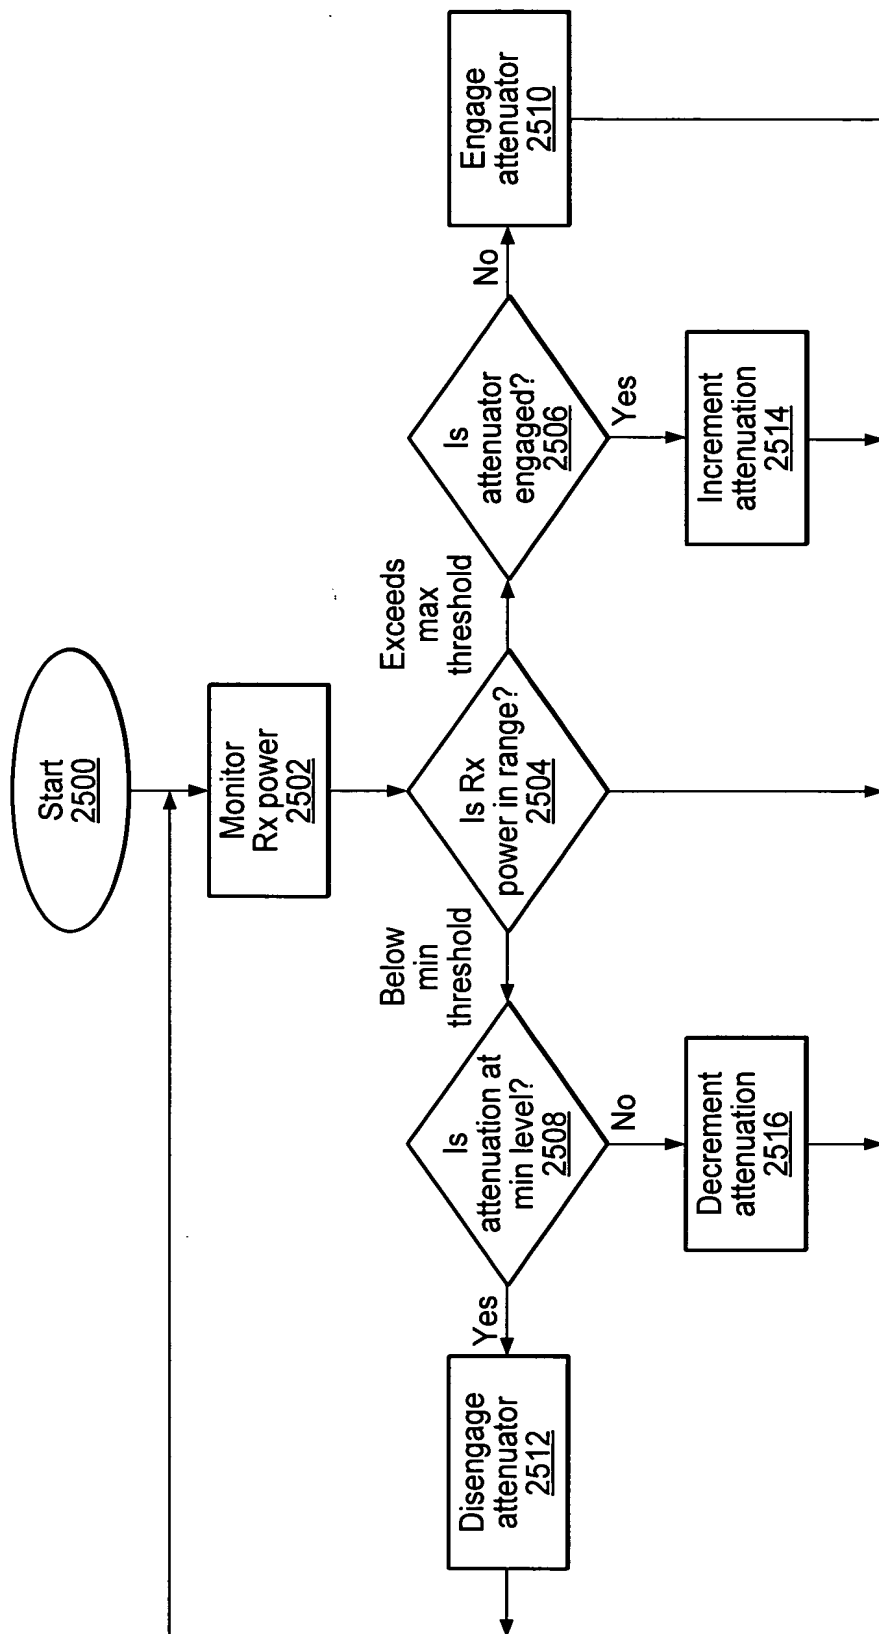 Start
2500
Monitor
Rx power
2502
Is Rx
power in range?
2504
Below
min
threshold
Exceeds
max
threshold
Is
attenuation at
min level?
2508
Is
attenuator
engaged?
2506
Yes
No
Yes
No
Disengage
attenuator
2512
Decrement
attenuation
2516
Increment
attenuation
2514
Engage
attenuator
2510